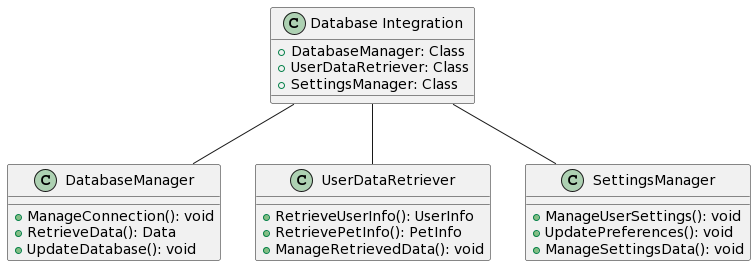 C Database Integration
DatabaseManager: Class
UserDataRetriever: Class
SettingsManager: Class
C DatabaseManager
ManageConnection(): void
RetrieveData(): Data
UpdateDatabase(): void
C UserDataRetriever
RetrieveUserInfo(): UserInfo
RetrievePetInfo(): PetInfo
ManageRetrievedData(): void
C SettingsManager
ManageUserSettings(): void
UpdatePreferences(): void
ManageSettingsData(): void